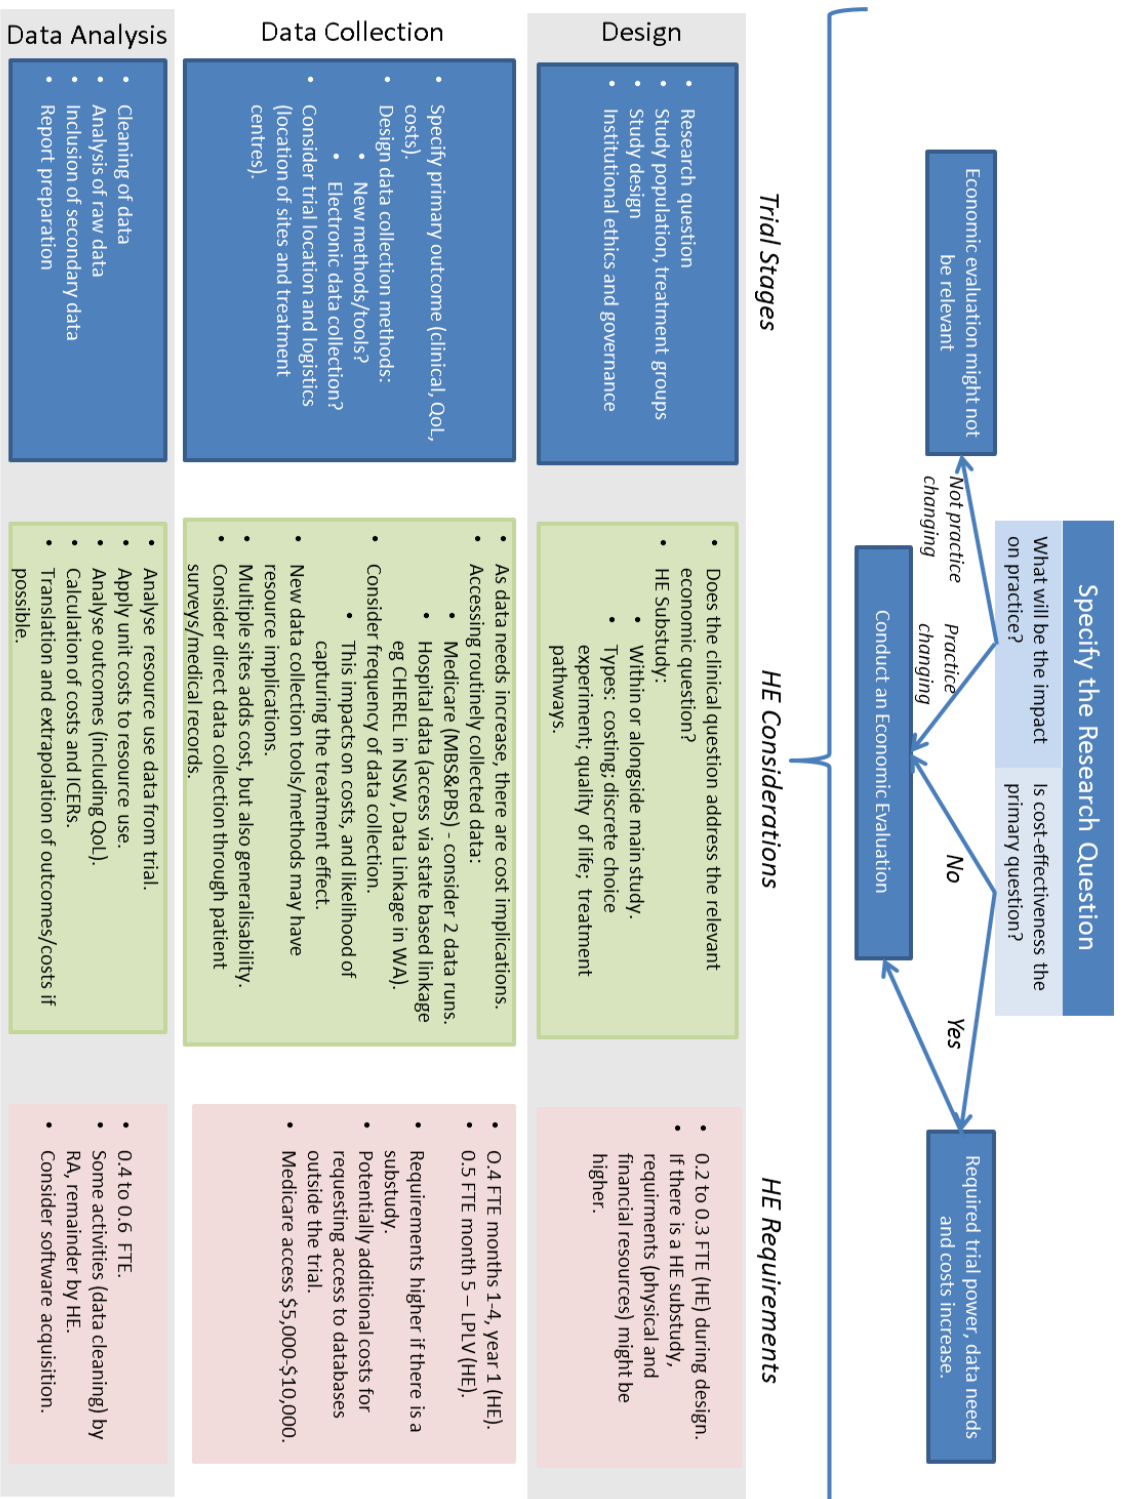 Specify the Research Question
What will be the impact
on practice?
Is cost-effectiveness the
primary question?
Not practice
changing
Practice
changing
No
Yes
Economic evaluation might not
be relevant
Conduct an Economic Evaluation
Required trial power, data needs
and costs increase.
Trial Stages
HE Considerations
HE Requirements
Design
• Research question
• Study population, treatment groups
• Study design
• Institutional ethics and governance
• Does the clinical question address the relevant
economic question?
• HE Substudy:
• Within or alongside main study.
• Types: costing; discrete choice
experiment; quality of life; treatment
pathways.
• 0.2 to 0.3 FTE (HE) during design.
• If there is a HE substudy,
requirments (physical and
financial resources) might be
higher.
Data Collection
• Specify primary outcome (clinical, QoL,
costs).
• Design data collection methods:
• New methods/tools?
• Electronic data collection?
• Consider trial location and logistics
(location of sites and treatment
centres).
• As data needs increase, there are cost implications.
• Accessing routinely collected data:
• Medicare (MBS&PBS) - consider 2 data runs.
• Hospital data (access via state based linkage
eg CHEREL in NSW, Data Linkage in WA).
• Consider frequency of data collection.
• This impacts on costs, and likelihood of
capturing the treatment effect.
• New data collection tools/methods may have
resource implications.
• Multiple sites adds cost, but also generalisability.
• Consider direct data collection through patient
surveys/medical records.
• O.4 FTE months 1-4, year 1 (HE).
• 0.5 FTE month 5 – LPLV (HE).
• Requirements higher if there is a
substudy.
• Potentially additional costs for
requesting access to databases
outside the trial.
• Medicare access $5,000-$10,000.
Data Analysis
• Cleaning of data
• Analysis of raw data
• Inclusion of secondary data
• Report preparation
• Analyse resource use data from trial.
• Apply unit costs to resource use.
• Analyse outcomes (including QoL).
• Calculation of costs and ICERs.
• Translation and extrapolation of outcomes/costs if
possible.
• 0.4 to 0.6 FTE.
• Some activities (data cleaning) by
RA, remainder by HE.
• Consider software acquisition.